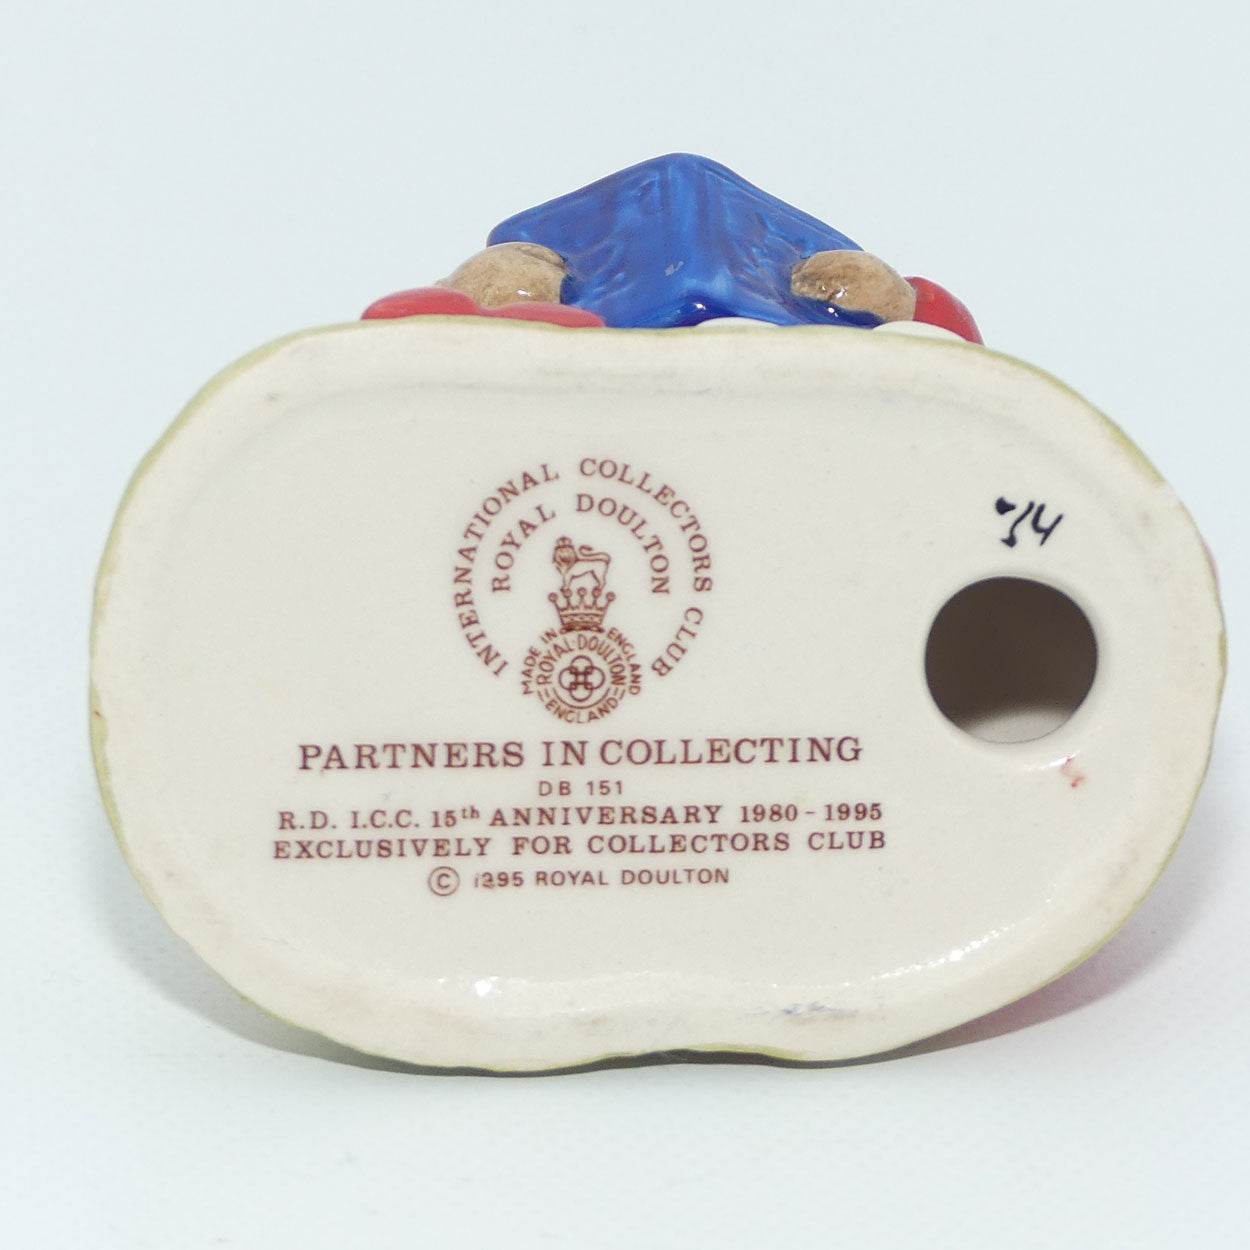 INTERNATIONAL COLLECTORS CLUB
ROYAL DOULTON
MADE IN ENGLAND
ROYAL·DOULTON
ENGLAND
PARTNERS IN COLLECTING
DB 151
R.D. I.C.C. 15th ANNIVERSARY 1980-1995
EXCLUSIVELY FOR COLLECTORS CLUB
© 1995 ROYAL DOULTON